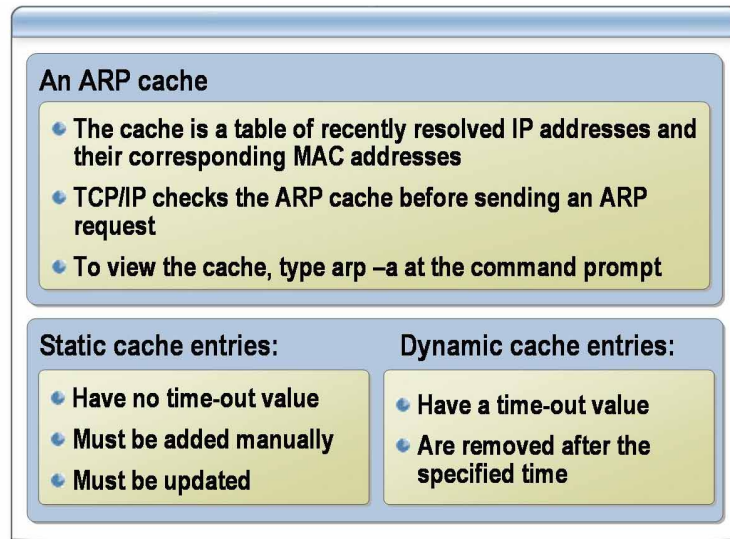 An ARP cache
The cache is a table of recently resolved IP addresses and
their corresponding MAC addresses
TCP/IP checks the ARP cache before sending an ARP
request
To view the cache, type arp –a at the command prompt
Static cache entries:
Have no time-out value
Must be added manually
Must be updated
Dynamic cache entries:
Have a time-out value
Are removed after the
specified time